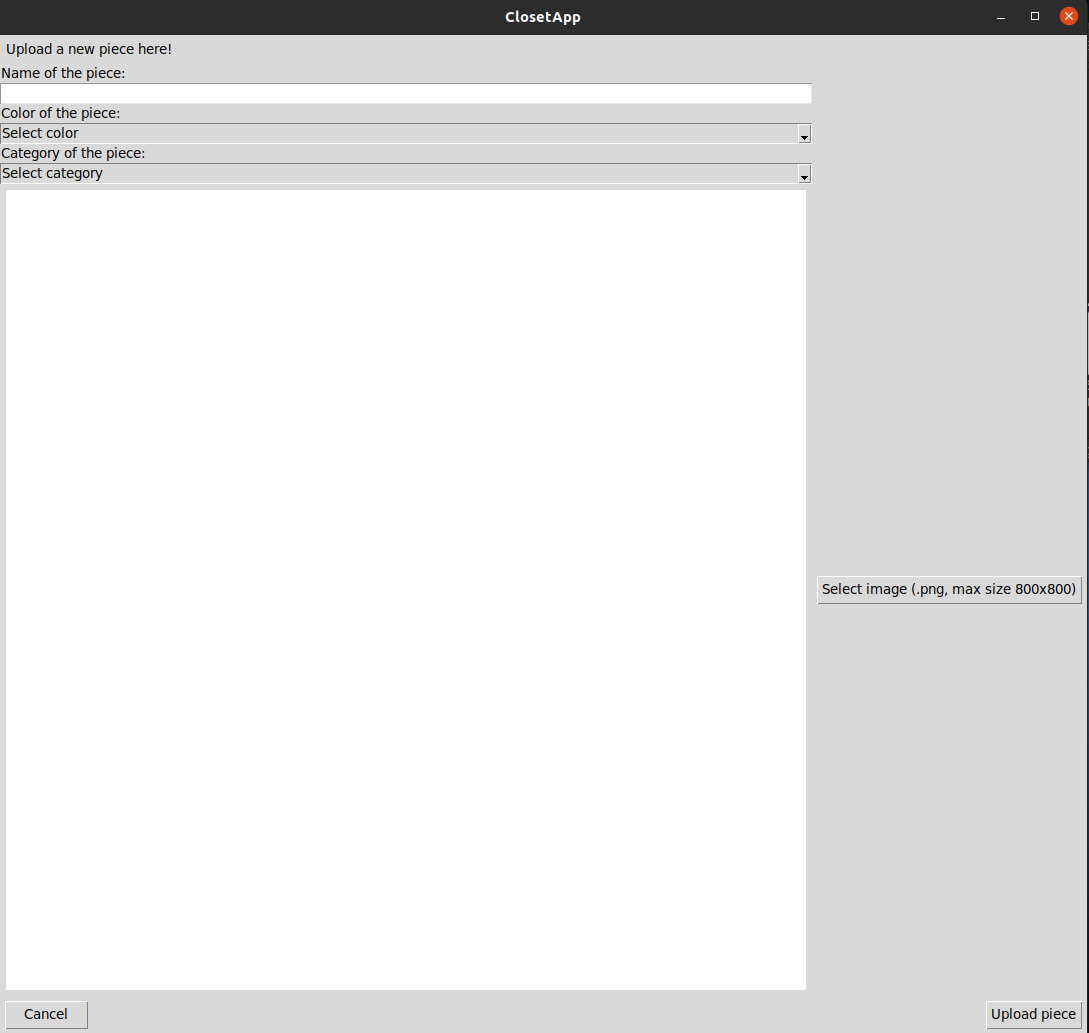 ClosetApp
Upload a new piece here!
Name of the piece:
Color of the piece:
Select color
Category of the piece:
Select category
Select image (.png, max size 800x800)
Cancel
Upload piece